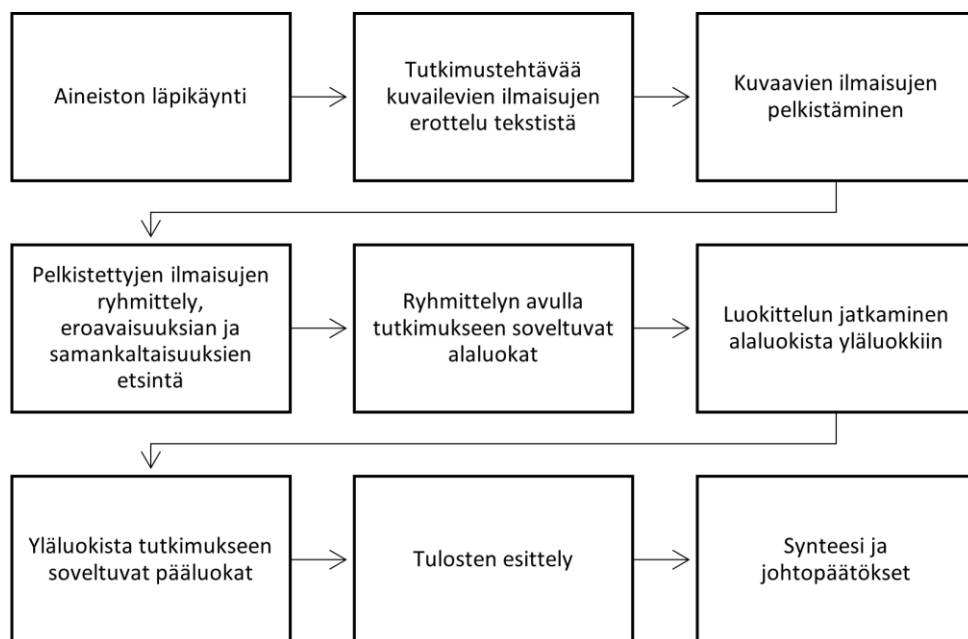 Aineiston läpikäynti
Tutkimustehtävää
kuvailevien ilmaisujen
erottelu tekstistä
Kuvaavien ilmaisujen
pelkistäminen
Pelkistettyjen ilmaisujen
ryhmittely,
eroavaisuuksian ja
samankaltaisuuksien
etsintä
Ryhmittelyn avulla
tutkimukseen soveltuvat
alaluokat
Luokittelun jatkaminen
alaluokista yläluokkiin
Yläluokista tutkimukseen
soveltuvat pääluokat
Tulosten esittely
Synteesi ja
johtopäätökset